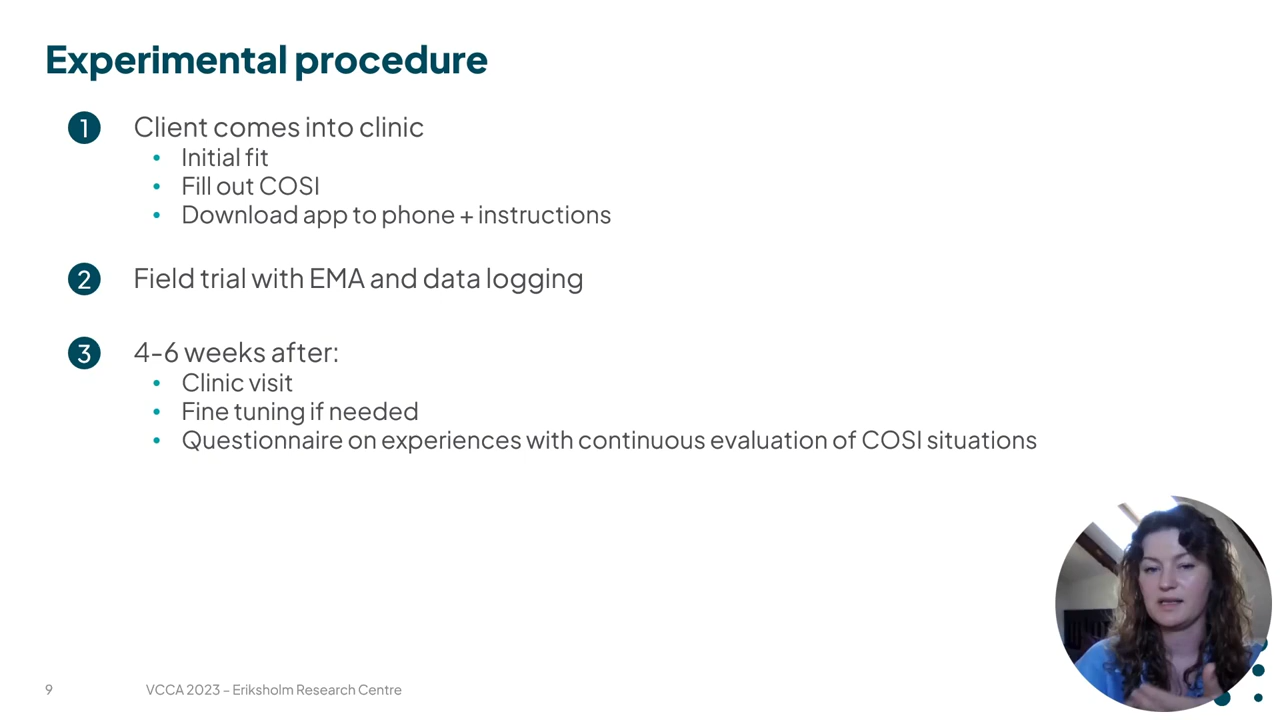 Experimental procedure
1 Client comes into clinic
• Initial fit
• Fill out COSI
• Download app to phone + instructions
2 Field trial with EMA and data logging
3 4-6 weeks after:
• Clinic visit
• Fine tuning if needed
• Questionnaire on experiences with continuous evaluation of COSI situations
9 VCCA 2023 – Eriksholm Research Centre